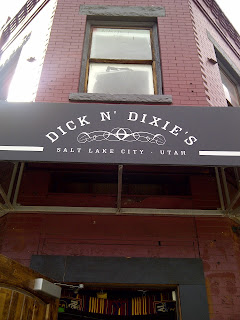 DICK N' DIXIE'S
SALT LAKE CITY · UTAH